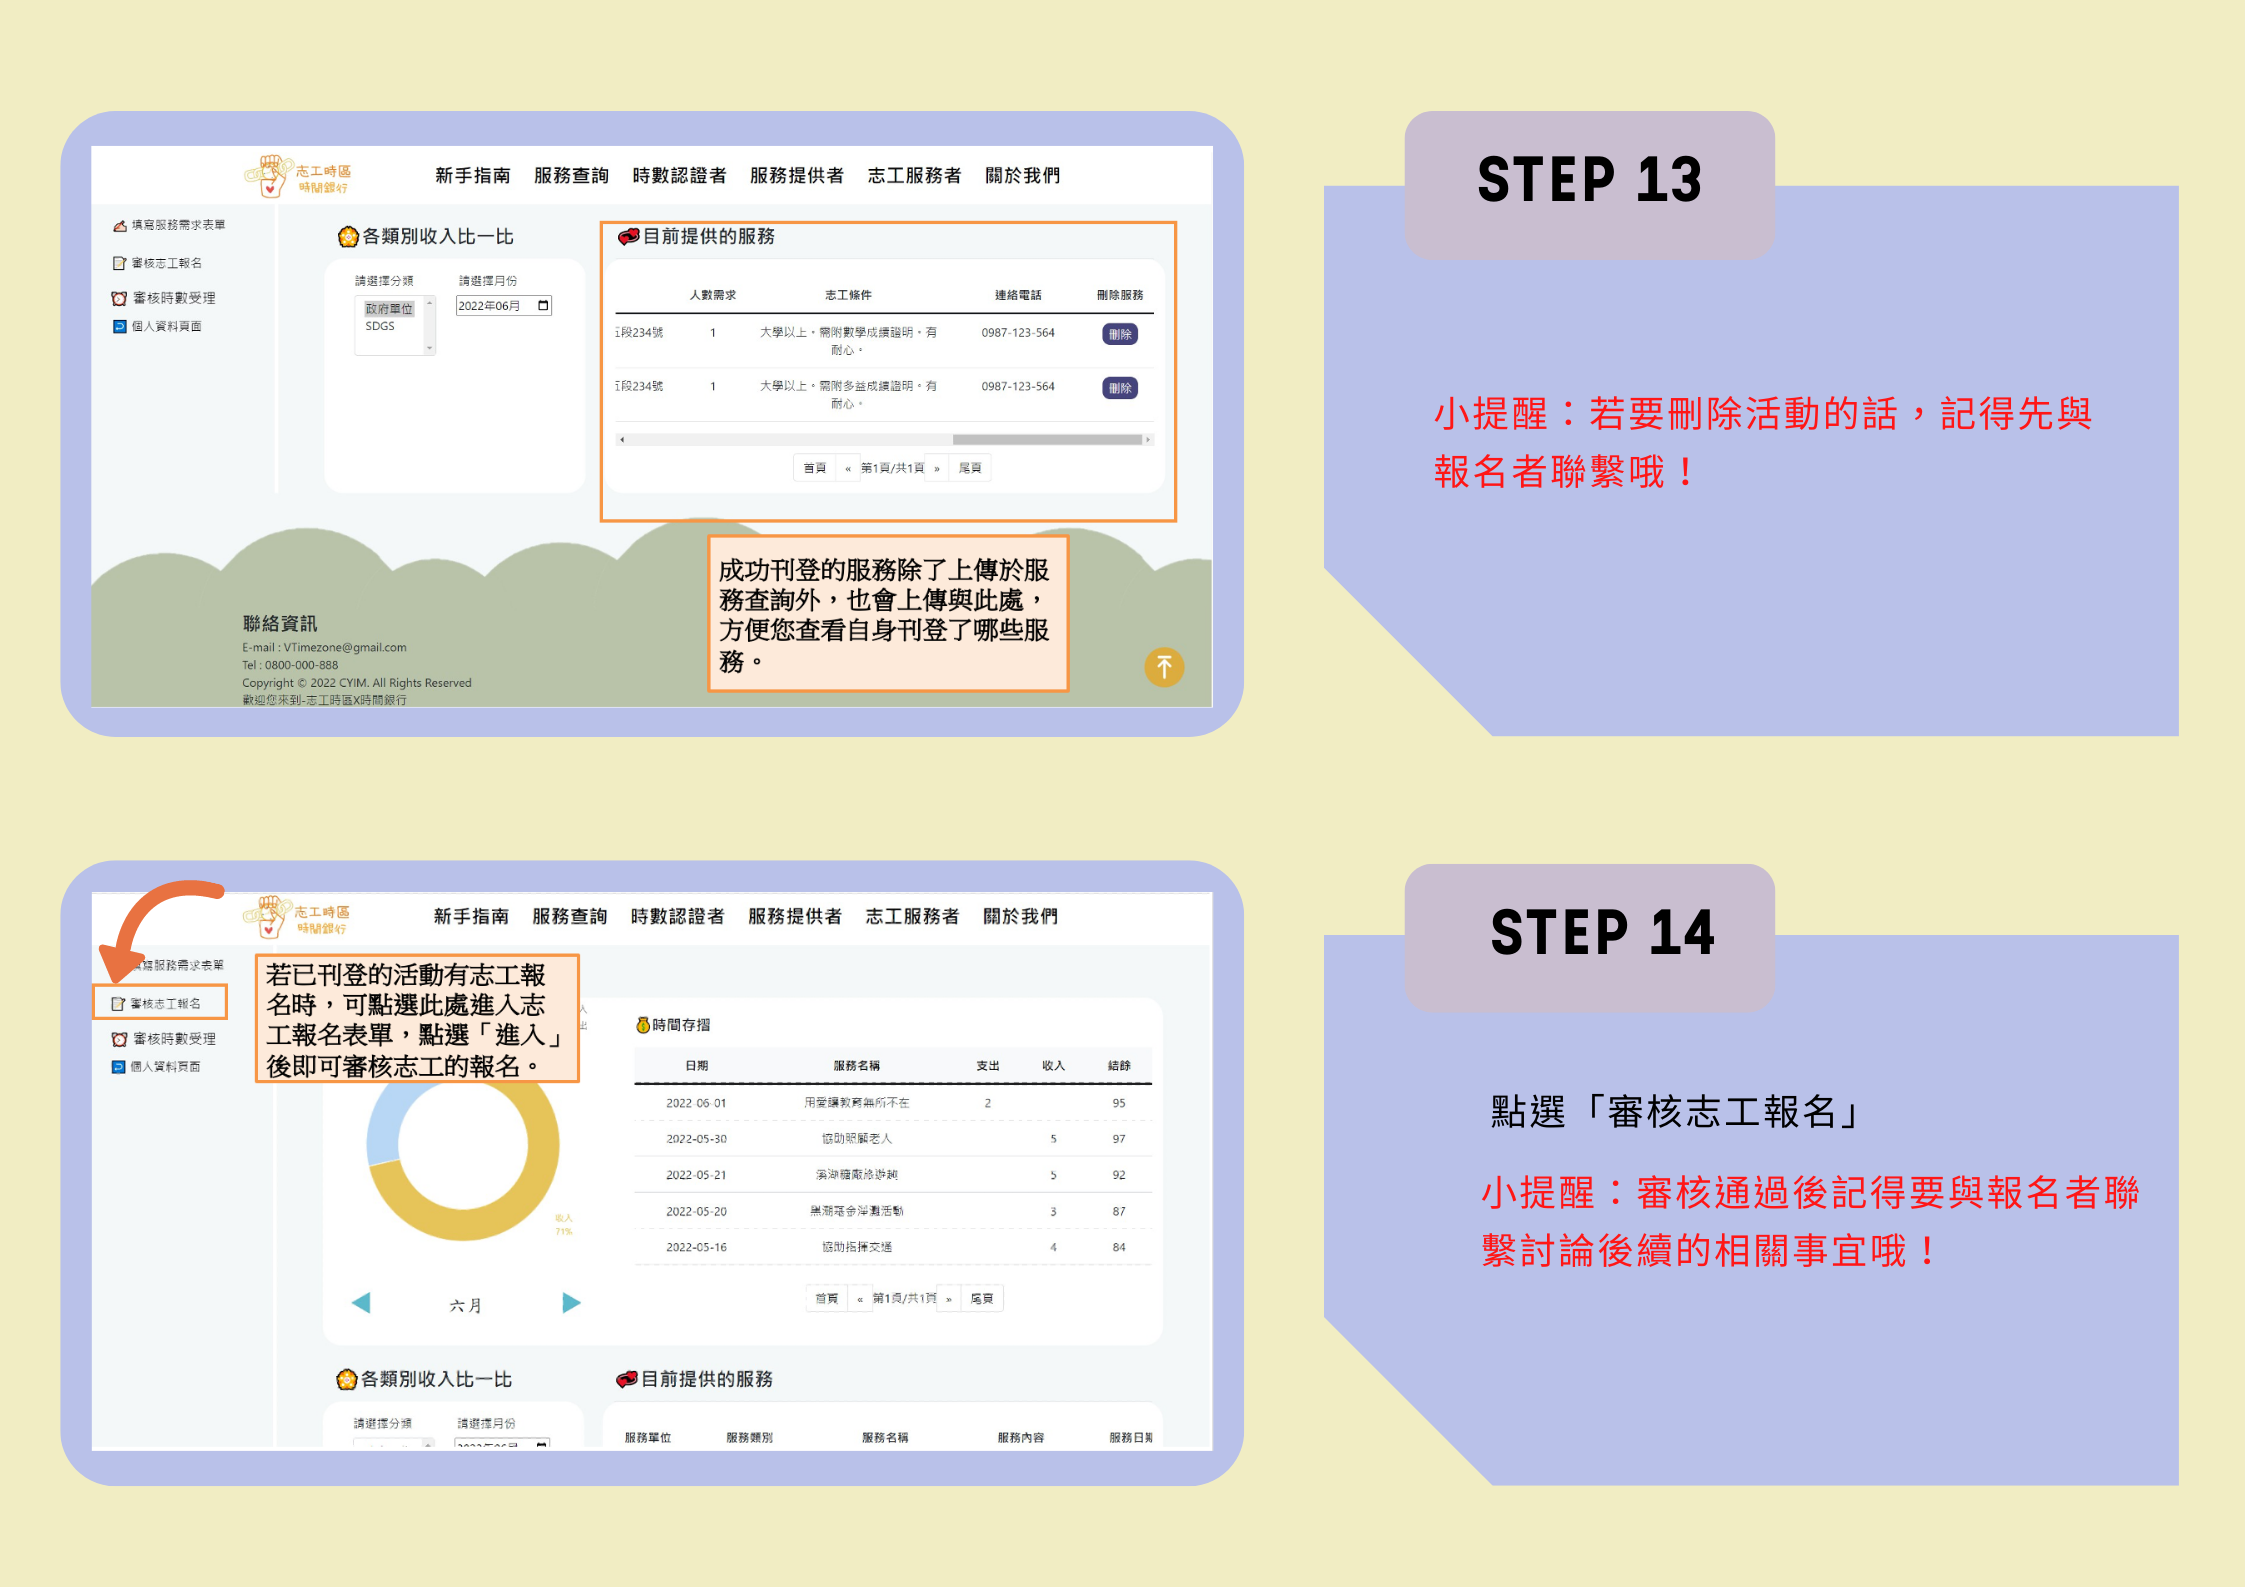 志工時區
時間銀行
新手指南 服務查詢 時數認證者 服務提供者 志工服務者 關於我們
填寫服務需求表單
審核志工報名
審核時數受理
個人資料頁面
各類別收入比一比
請選擇分類 請選擇月份
政府單位
SDGS
2022年06月
目前提供的服務
人數需求 志工條件 連絡電話 刪除服務
段234號 1 大學以上。需附數學成績證明。有
耐心。 0987-123-564 刪除
段234號 1 大學以上。需附多益成績證明。有
耐心。 0987-123-564 刪除
首頁 « 第1頁/共1頁 » 尾頁
成功刊登的服務除了上傳於服
務查詢外，也會上傳與此處，
方便您查看自身刊登了哪些服
務。
聯絡資訊
E-mail : VTimezone@gmail.com
Tel : 0800-000-888
Copyright © 2022 CYIM. All Rights Reserved
歡迎您來到-志工時區X時間銀行
STEP 13
小提醒：若要刪除活動的話，記得先與
報名者聯繫哦！
志工時區
時間銀行
新手指南 服務查詢 時數認證者 服務提供者 志工服務者 關於我們
服務需求表單
審核志工報名
審核時數受理
個人資料頁面
若已刊登的活動有志工報
名時，可點選此處進入志
工報名表單，點選「進入」
後即可審核志工的報名。
收入
71%
六月
時間存摺
日期 服務名稱 支出 收入 結餘
2022-06-01 用愛讓教育無所不在 2 95
2022-05-30 協助照顧老人 5 97
2022-05-21 溪湖糖廠旅遊趣 5 92
2022-05-20 黑潮基金淨灘活動 3 87
2022-05-16 協助指揮交通 4 84
首頁 « 第1頁/共1頁 » 尾頁
各類別收入比一比
請選擇分類 請選擇月份
2022年06月
目前提供的服務
服務單位 服務類別 服務名稱 服務內容 服務日期
STEP 14
點選「審核志工報名」
小提醒：審核通過後記得要與報名者聯
繫討論後續的相關事宜哦！